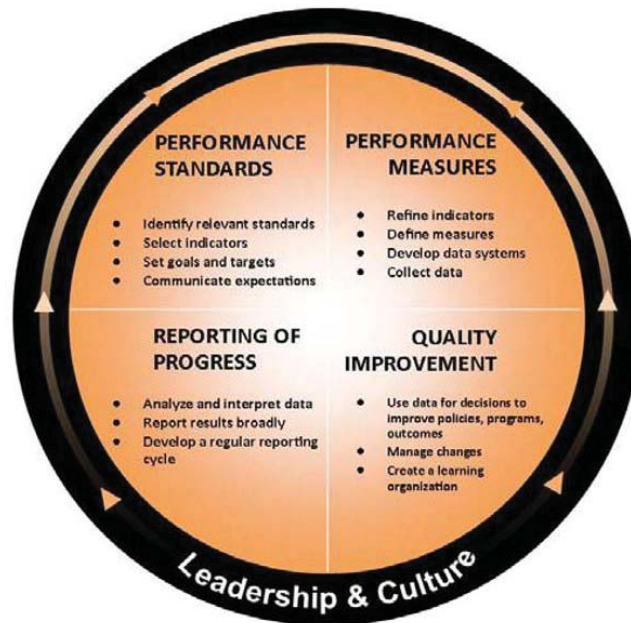 PERFORMANCE
STANDARDS
Identify relevant standards
Select indicators
Set goals and targets
Communicate expectations
PERFORMANCE
MEASURES
Refine indicators
Define measures
Develop data systems
Collect data
REPORTING OF
PROGRESS
Analyze and interpret data
Report results broadly
Develop a regular reporting
cycle
QUALITY
IMPROVEMENT
Use data for decisions to
improve policies, programs,
outcomes
Manage changes
Create a learning
organization
Leadership & Culture